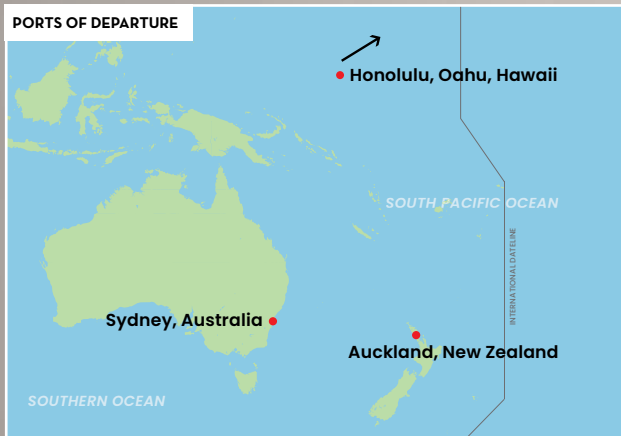 PORTS OF DEPARTURE
Honolulu, Oahu, Hawaii
SOUTH PACIFIC OCEAN
INTERNATIONAL DATELINE
Sydney, Australia
Auckland, New Zealand
SOUTHERN OCEAN